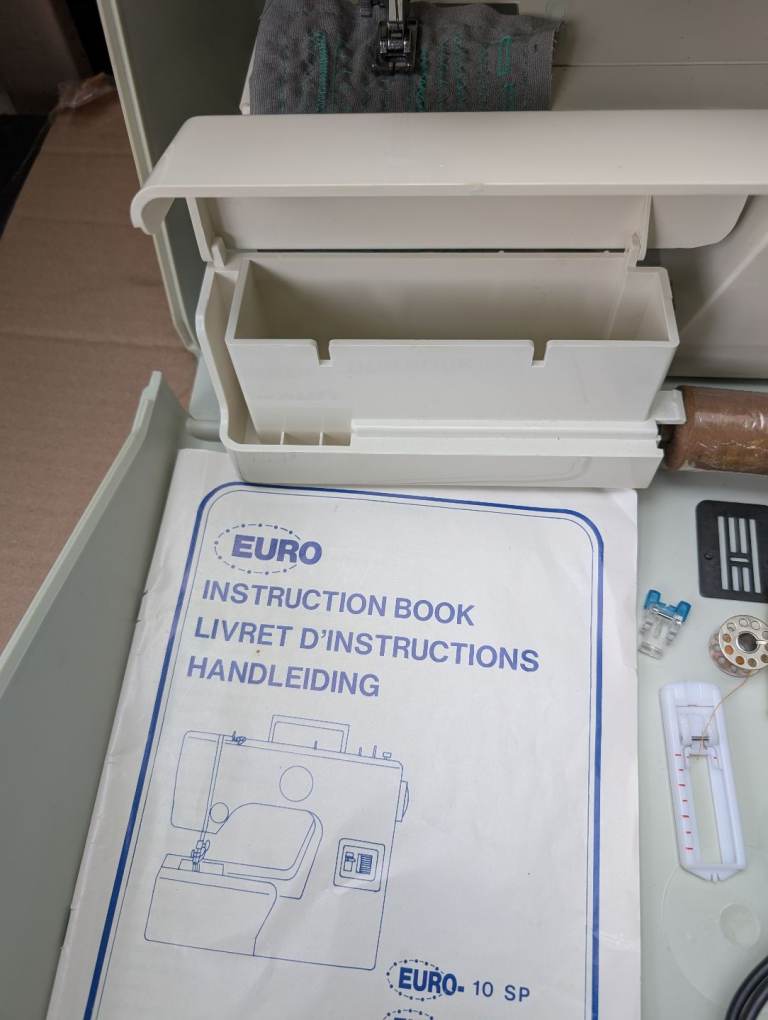 EURO
INSTRUCTION BOOK
LIVRET D'INSTRUCTIONS
HANDLEIDING
EURO- 10 SP